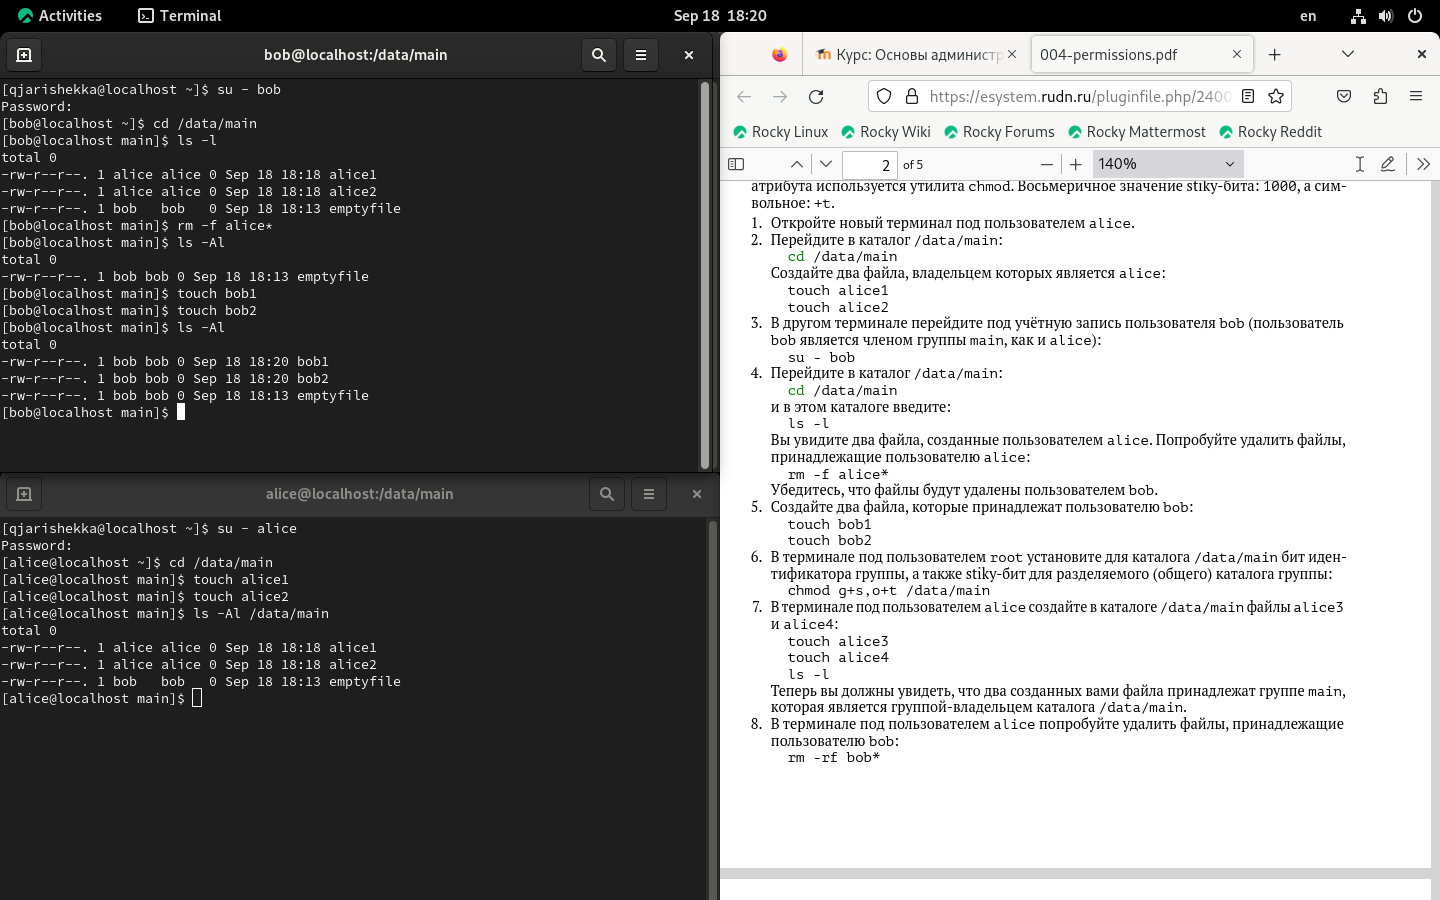 Activities Terminal Sep 18 18:20 en
bob@localhost:/data/main
[qjarishekka@localhost ~]$ su - bob
Password:
[bob@localhost ~]$ cd /data/main
[bob@localhost main]$ ls -l
total 0
-rw-r--r--. 1 alice alice 0 Sep 18 18:18 alice1
-rw-r--r--. 1 alice alice 0 Sep 18 18:18 alice2
-rw-r--r--. 1 bob   bob   0 Sep 18 18:13 emptyfile
[bob@localhost main]$ rm -f alice*
[bob@localhost main]$ ls -Al
total 0
-rw-r--r--. 1 bob bob 0 Sep 18 18:13 emptyfile
[bob@localhost main]$ touch bob1
[bob@localhost main]$ touch bob2
[bob@localhost main]$ ls -Al
total 0
-rw-r--r--. 1 bob bob 0 Sep 18 18:20 bob1
-rw-r--r--. 1 bob bob 0 Sep 18 18:20 bob2
-rw-r--r--. 1 bob bob 0 Sep 18 18:13 emptyfile
[bob@localhost main]$
alice@localhost:/data/main
[qjarishekka@localhost ~]$ su - alice
Password:
[alice@localhost ~]$ cd /data/main
[alice@localhost main]$ touch alice1
[alice@localhost main]$ touch alice2
[alice@localhost main]$ ls -Al /data/main
total 0
-rw-r--r--. 1 alice alice 0 Sep 18 18:18 alice1
-rw-r--r--. 1 alice alice 0 Sep 18 18:18 alice2
-rw-r--r--. 1 bob   bob   0 Sep 18 18:13 emptyfile
[alice@localhost main]$
Курс: Основы администр 004-permissions.pdf
https://esystem.rudn.ru/pluginfile.php/2400
Rocky Linux Rocky Wiki Rocky Forums Rocky Mattermost Rocky Reddit
2 of 5 140%
атрибута используется утилита chmod. Восьмеричное значение stiky-бита: 1000, а сим-
вольное: +t.
1. Откройте новый терминал под пользователем alice.
2. Перейдите в каталог /data/main:
cd /data/main
Создайте два файла, владельцем которых является alice:
touch alice1
touch alice2
3. В другом терминале перейдите под учётную запись пользователя bob (пользователь
bob является членом группы main, как и alice):
su - bob
4. Перейдите в каталог /data/main:
cd /data/main
и в этом каталоге введите:
ls -l
Вы увидите два файла, созданные пользователем alice. Попробуйте удалить файлы,
принадлежащие пользователю alice:
rm -f alice*
Убедитесь, что файлы будут удалены пользователем bob.
5. Создайте два файла, которые принадлежат пользователю bob:
touch bob1
touch bob2
6. В терминале под пользователем root установите для каталога /data/main бит иден-
тификатора группы, а также stiky-бит для разделяемого (общего) каталога группы:
chmod g+s,o+t /data/main
7. В терминале под пользователем alice создайте в каталоге /data/main файлы alice3
и alice4:
touch alice3
touch alice4
ls -l
Теперь вы должны увидеть, что два созданных вами файла принадлежат группе main,
которая является группой-владельцем каталога /data/main.
8. В терминале под пользователем alice попробуйте удалить файлы, принадлежащие
пользователю bob:
rm -rf bob*